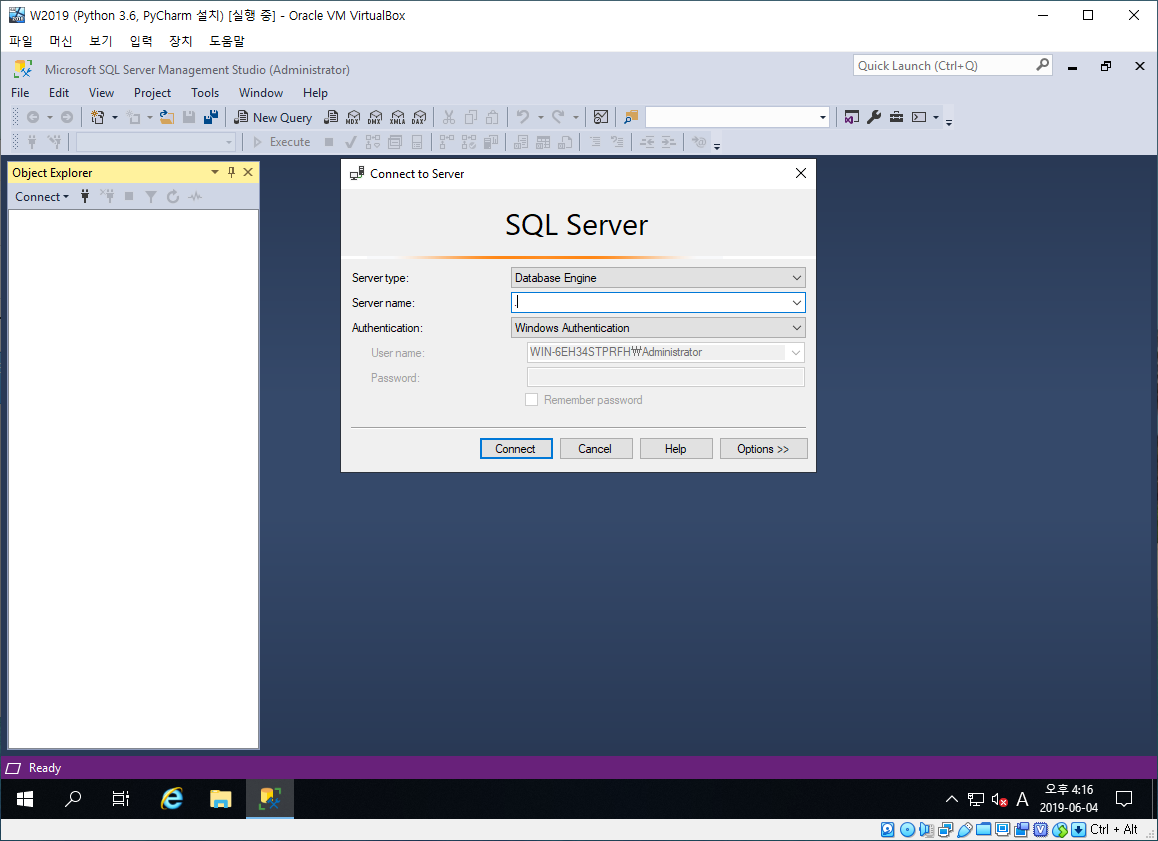 W2019 (Python 3.6, PyCharm 설치) [실행 중] - Oracle VM VirtualBox
파일 머신 보기 입력 장치 도움말
Microsoft SQL Server Management Studio (Administrator)
Quick Launch (Ctrl+Q)
File Edit View Project Tools Window Help
New Query MDX DMX XMLA DAX
Execute
Object Explorer
Connect
Connect to Server
SQL Server
Server type: Database Engine
Server name: .
Authentication: Windows Authentication
User name: WIN-6EH34STPRFH₩Administrator
Password:
Remember password
Connect Cancel Help Options >>
Ready
A
오후 4:16
2019-06-04
Ctrl + Alt